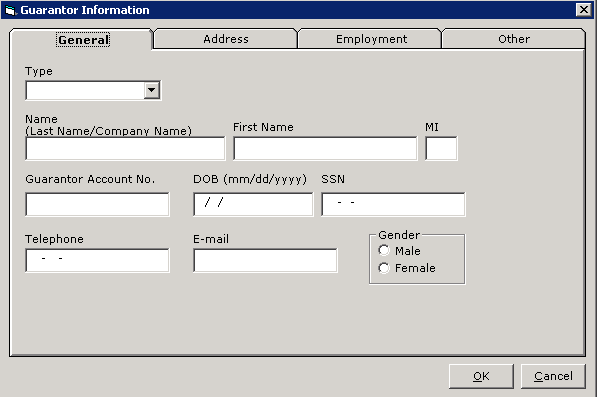 Guarantor Information
General Address Employment Other
Type
Name
(Last Name/Company Name) First Name MI
Guarantor Account No. DOB (mm/dd/yyyy) SSN
/ / - -
Telephone E-mail Gender
- - Male
Female
OK Cancel